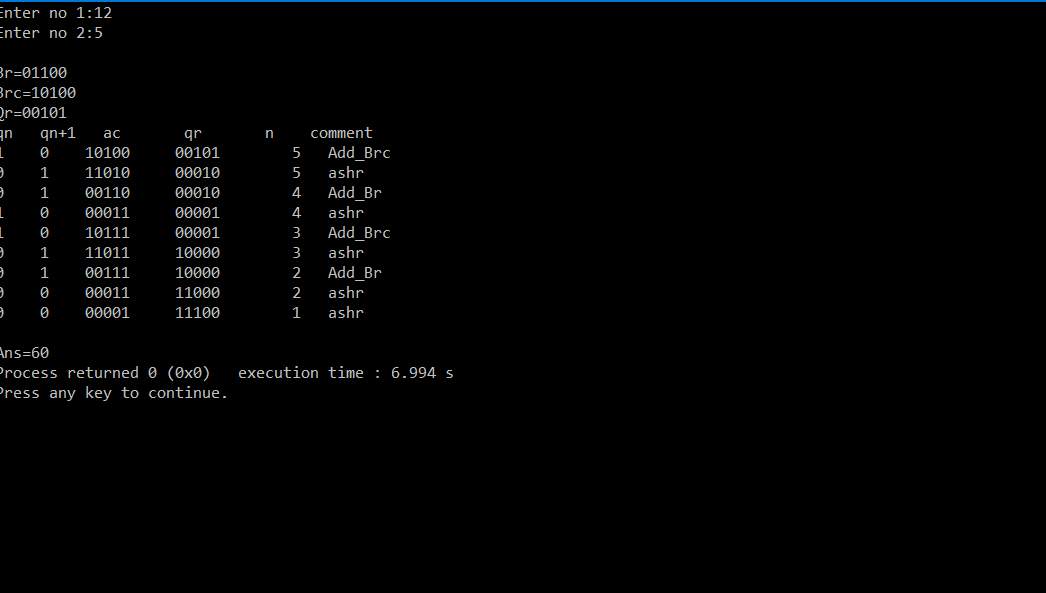 Enter no 1:12
Enter no 2:5
Br=01100
Brc=10100
Qr=00101
qn qn+1 ac qr n comment
1 0 10100 00101 5 Add_Brc
0 1 11010 00010 5 ashr
0 1 00110 00010 4 Add_Br
1 0 00011 00001 4 ashr
1 0 10111 00001 3 Add_Brc
0 1 11011 10000 3 ashr
0 1 00111 10000 2 Add_Br
0 0 00011 11000 2 ashr
0 0 00001 11100 1 ashr
Ans=60
Process returned 0 (0x0) execution time : 6.994 s
Press any key to continue.